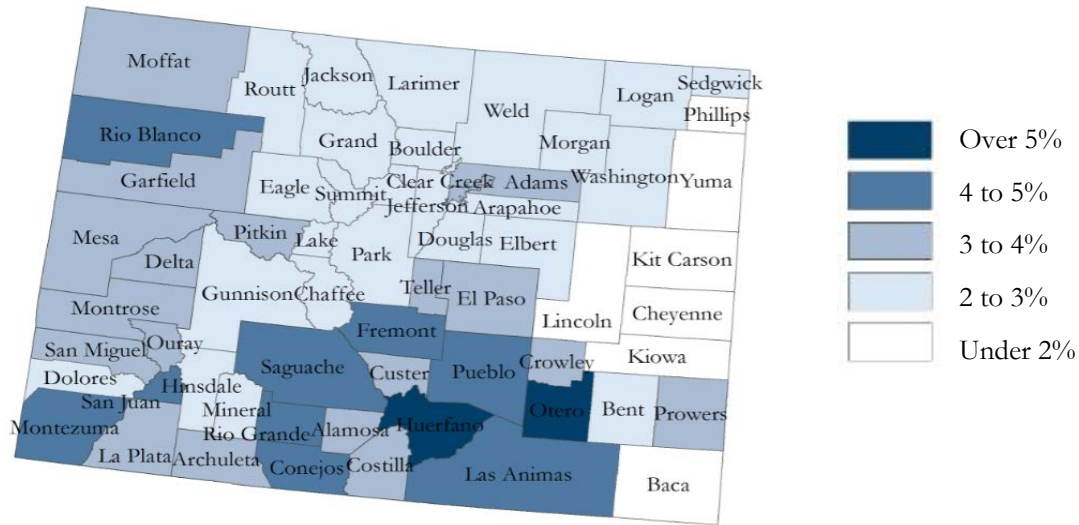 Moffat
Jackson
Larimer
Sedgwick
Routt
Logan
Weld
Phillips
Rio Blanco
Grand
Morgan
Boulder
Over 5%
Garfield
Eagle
Clear Creek
Adams
Washington
Yuma
Summit
Jefferson
Arapahoe
4 to 5%
Mesa
Pitkin
Lake
Douglas
Elbert
Park
Kit Carson
3 to 4%
Delta
Teller
Gunnison
Chaffee
El Paso
Montrose
2 to 3%
Cheyenne
Lincoln
Fremont
Ouray
San Miguel
Under 2%
Kiowa
Crowley
Saguache
Custer
Pueblo
Dolores
Hinsdale
San Juan
Mineral
Otero
Bent
Prowers
Huerfano
Montezuma
Rio Grande
Alamosa
La Plata
Archuleta
Conejos
Costilla
Las Animas
Baca